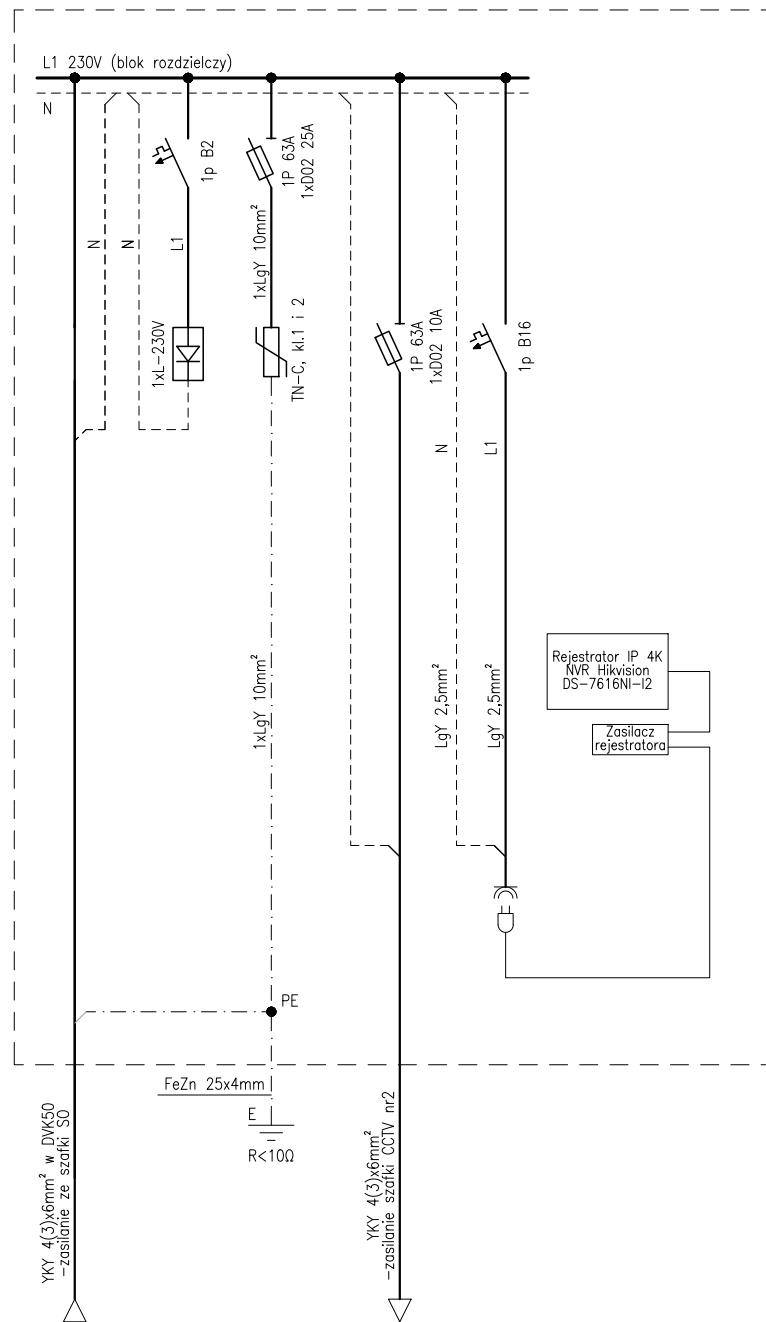 L1 230V (blok rozdzielczy)
N
N
N
1p B2
L1
1xL-230V
1P 63A
1xD02 25A
1xLgY 10mm²
TN-C, kl.1 i 2
1xLgY 10mm²
1P 63A
1xD02 10A
1p B16
N
L1
LgY 2,5mm²
LgY 2,5mm²
Rejestrator IP 4K
NVR Hikvision
DS-7616NI-I2
Zasilacz
rejestratora
PE
FeZn 25x4mm
E
R<10Ω
YKY 4(3)x6mm² w DVK50
-zasilanie ze szafki SO
YKY 4(3)x6mm²
-zasilanie szafki CCTV nr2